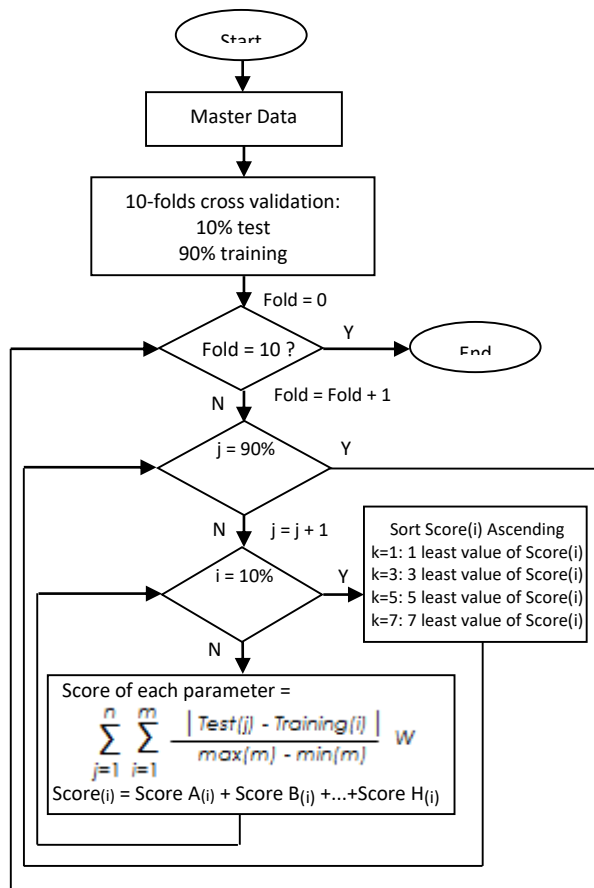 Start
Master Data
10-folds cross validation:
10% test
90% training
Fold = 0
Fold = 10 ?
Y
End
N
Fold = Fold + 1
j = 90%
Y
N
j = j + 1
i = 10%
Y
Sort Score(i) Ascending
k=1: 1 least value of Score(i)
k=3: 3 least value of Score(i)
k=5: 5 least value of Score(i)
k=7: 7 least value of Score(i)
N
Score of each parameter =
n m | Test(j) - Training(i) |
∑ ∑ W
j=1 i=1 max(m) - min(m)
Score(i) = Score A(i) + Score B(i) +...+Score H(i)